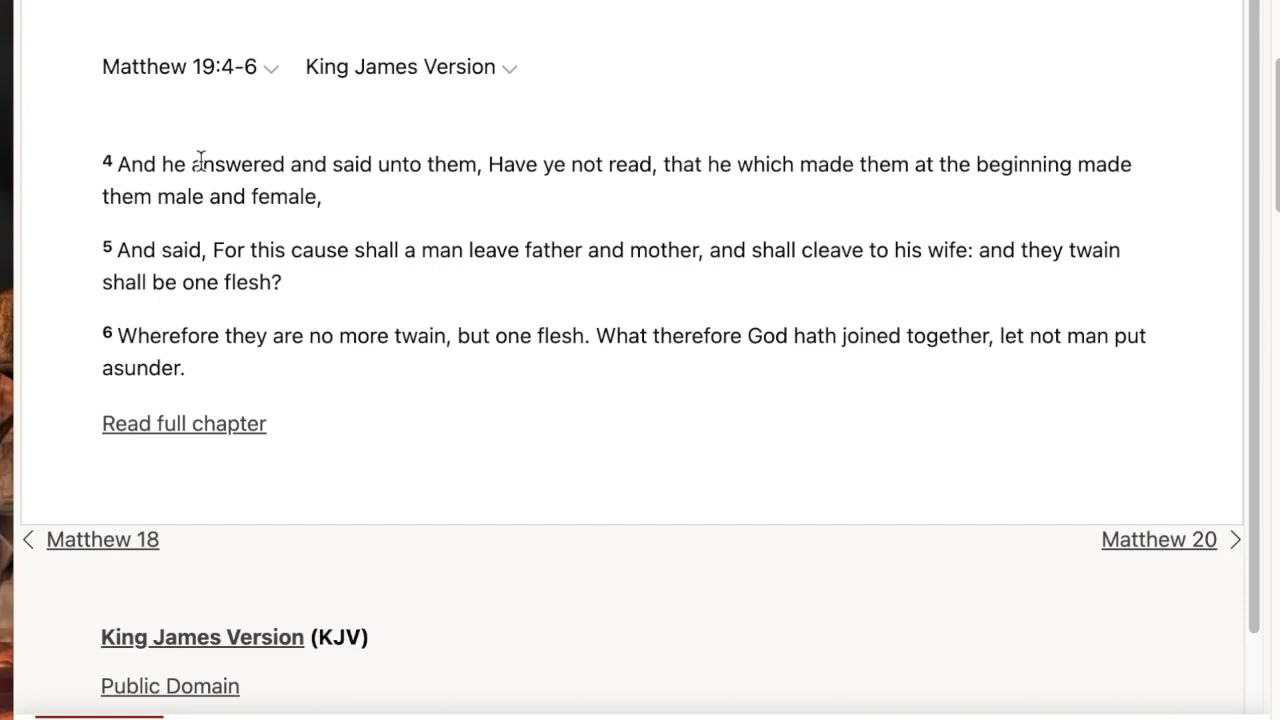 Matthew 19:4-6 King James Version
4 And he answered and said unto them, Have ye not read, that he which made them at the beginning made
them male and female,
5 And said, For this cause shall a man leave father and mother, and shall cleave to his wife: and they twain
shall be one flesh?
6 Wherefore they are no more twain, but one flesh. What therefore God hath joined together, let not man put
asunder.
Read full chapter
Matthew 18 Matthew 20
King James Version (KJV)
Public Domain